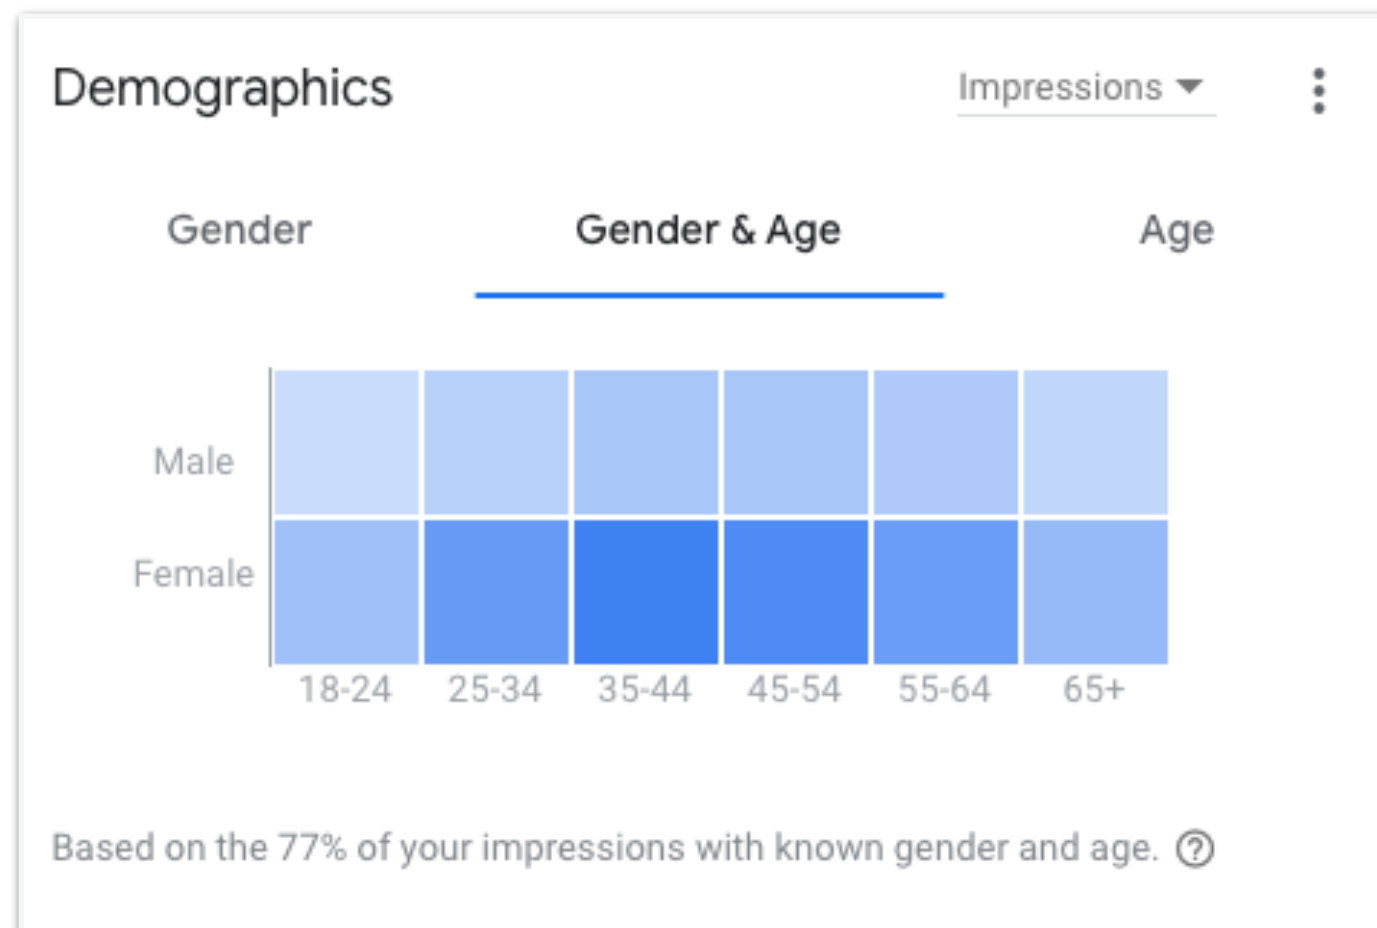 Demographics
Impressions
Gender
Gender & Age
Age
Male
Female
18-24 25-34 35-44 45-54 55-64 65+
Based on the 77% of your impressions with known gender and age.